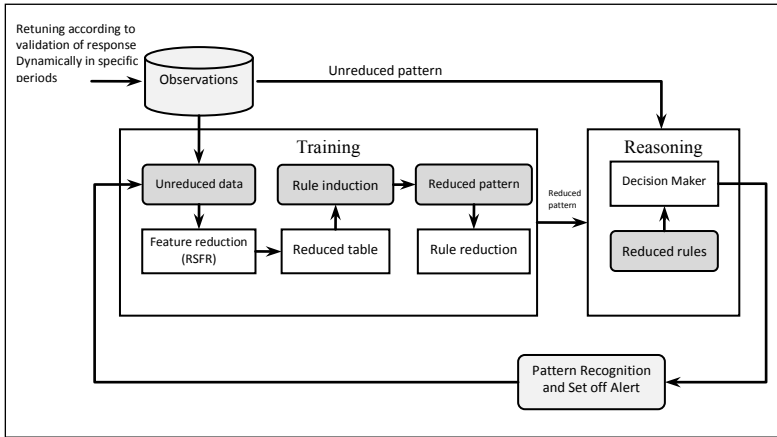 Retuning according to
validation of response
Dynamically in specific
periods
Observations
Unreduced pattern
Training
Reasoning
Unreduced data
Rule induction
Reduced pattern
Decision Maker
Reduced
pattern
Feature reduction
(RSFR)
Reduced table
Rule reduction
Reduced rules
Pattern Recognition
and Set off Alert